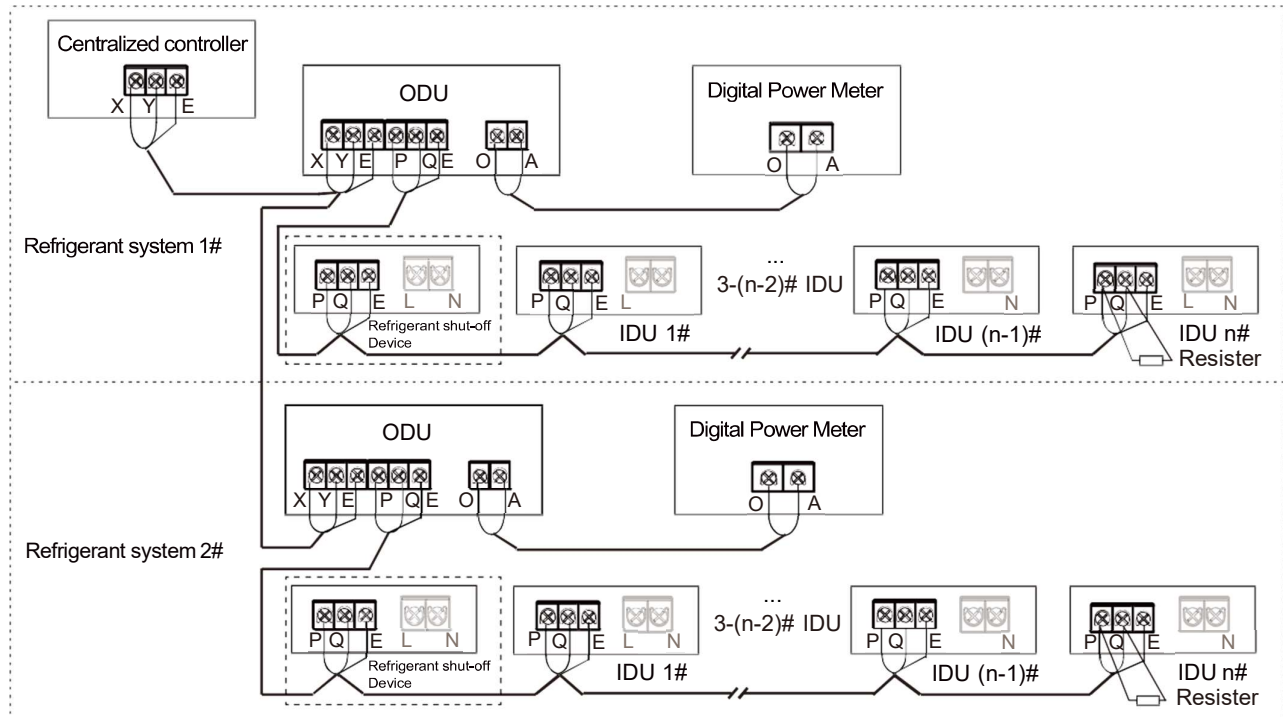 Centralized controller
X Y E
ODU
X Y E P Q E O A
Digital Power Meter
O A
Refrigerant system 1#
P Q E L N
Refrigerant shut-off
Device
P Q E L
IDU 1#
...
3-(n-2)# IDU
P Q E N
IDU (n-1)#
P Q E L N
IDU n#
Resister
ODU
X Y E P Q E O A
Digital Power Meter
O A
Refrigerant system 2#
P Q E L N
Refrigerant shut-off
Device
P Q E L N
IDU 1#
...
3-(n-2)# IDU
P Q E N
IDU (n-1)#
P Q E N
IDU n#
Resister